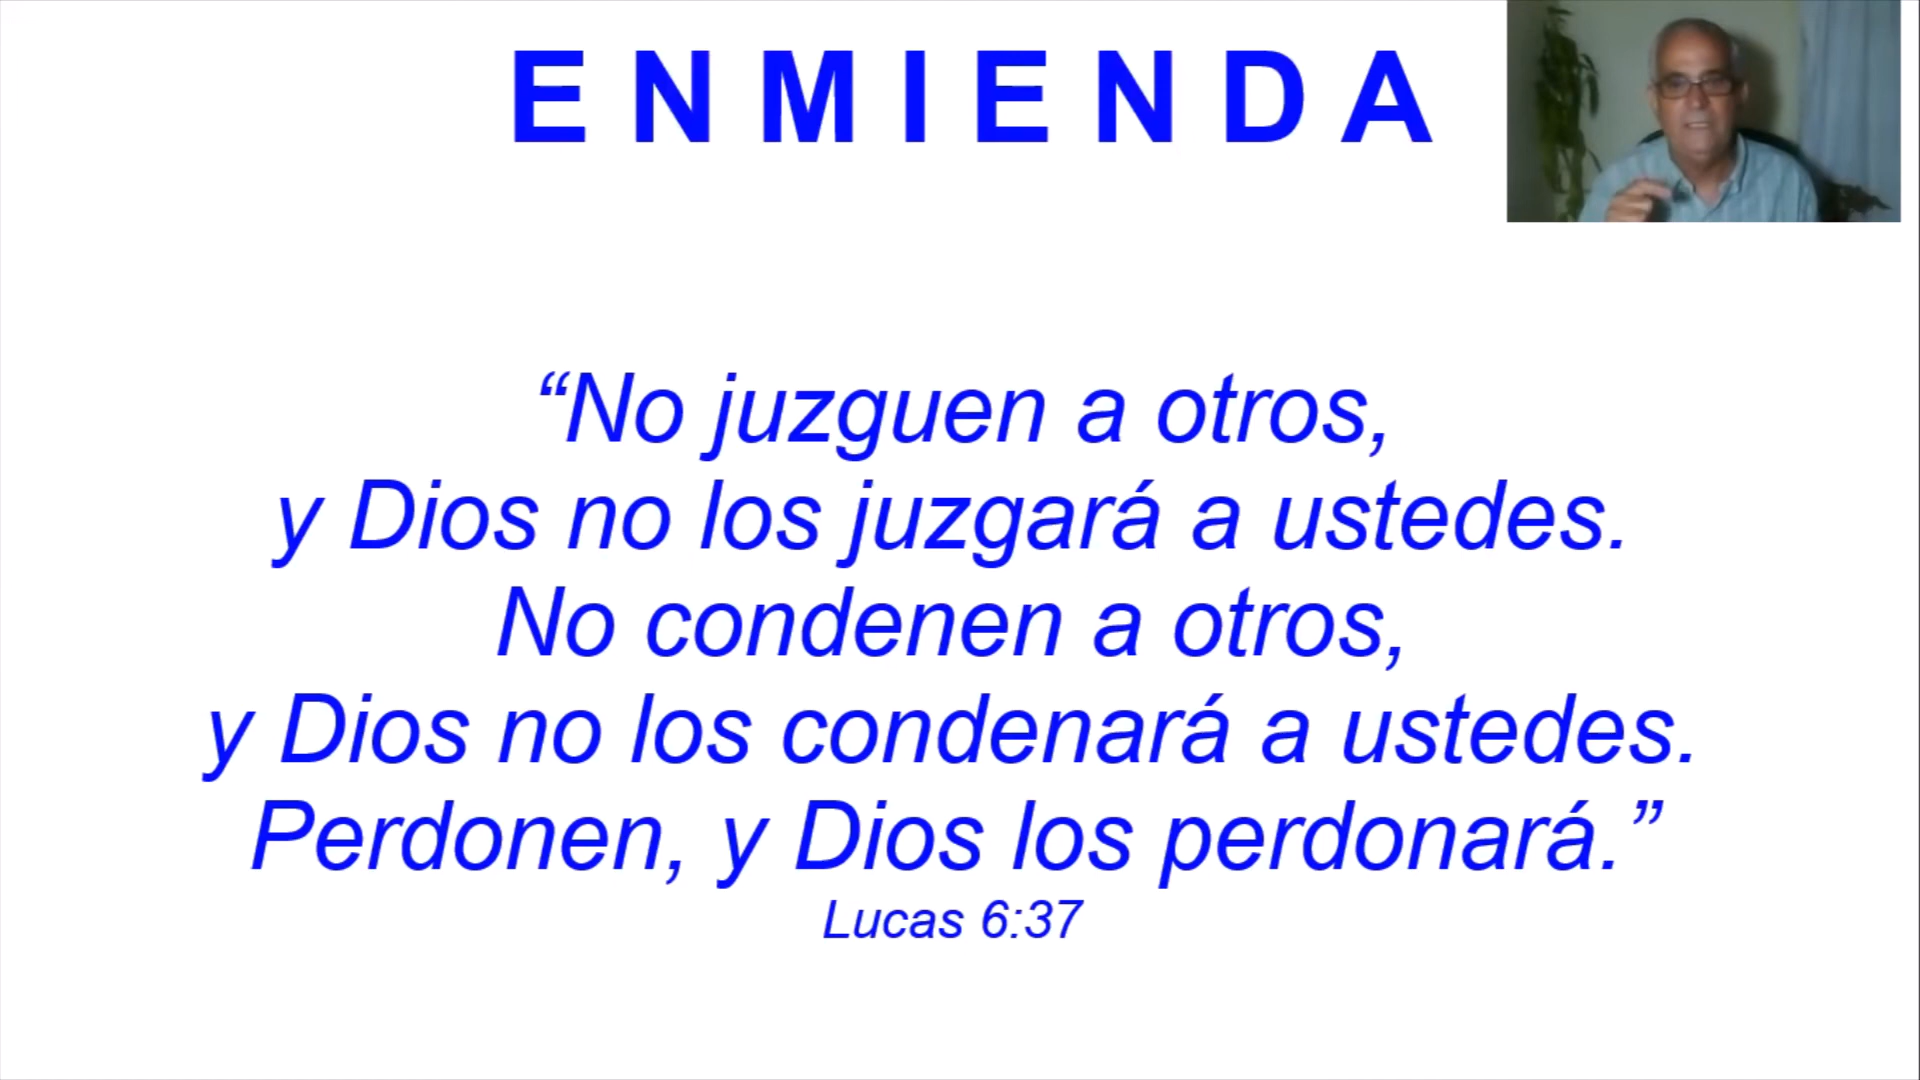 E N M I E N D A
“No juzguen a otros,
y Dios no los juzgará a ustedes.
No condenen a otros,
y Dios no los condenará a ustedes.
Perdonen, y Dios los perdonará.”
Lucas 6:37